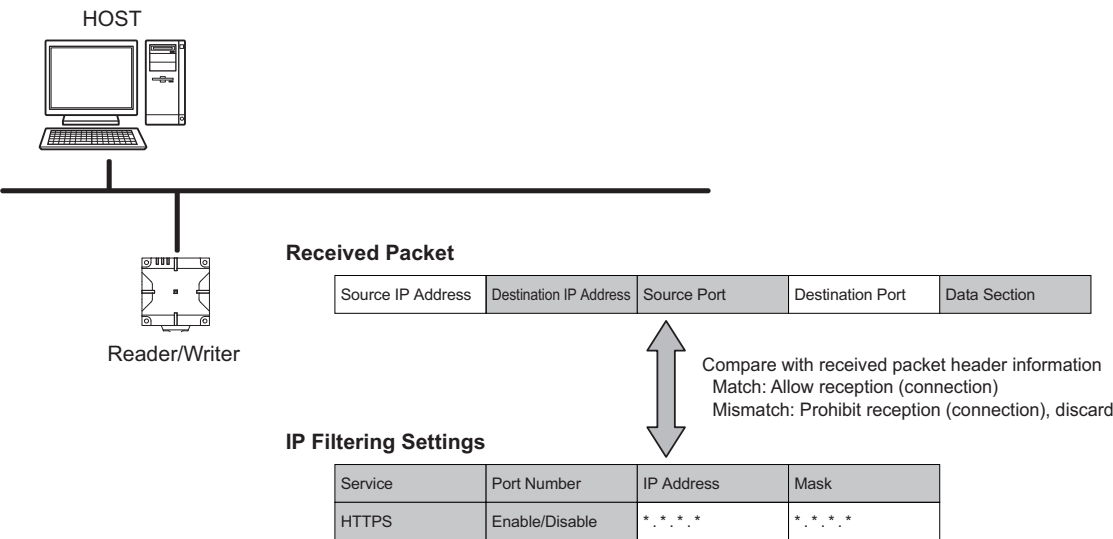 HOST
Reader/Writer
Received Packet
Source IP Address Destination IP Address Source Port Destination Port Data Section
Compare with received packet header information
Match: Allow reception (connection)
Mismatch: Prohibit reception (connection), discard
IP Filtering Settings
Service Port Number IP Address Mask
HTTPS Enable/Disable *.*.*.* *.*.*.*